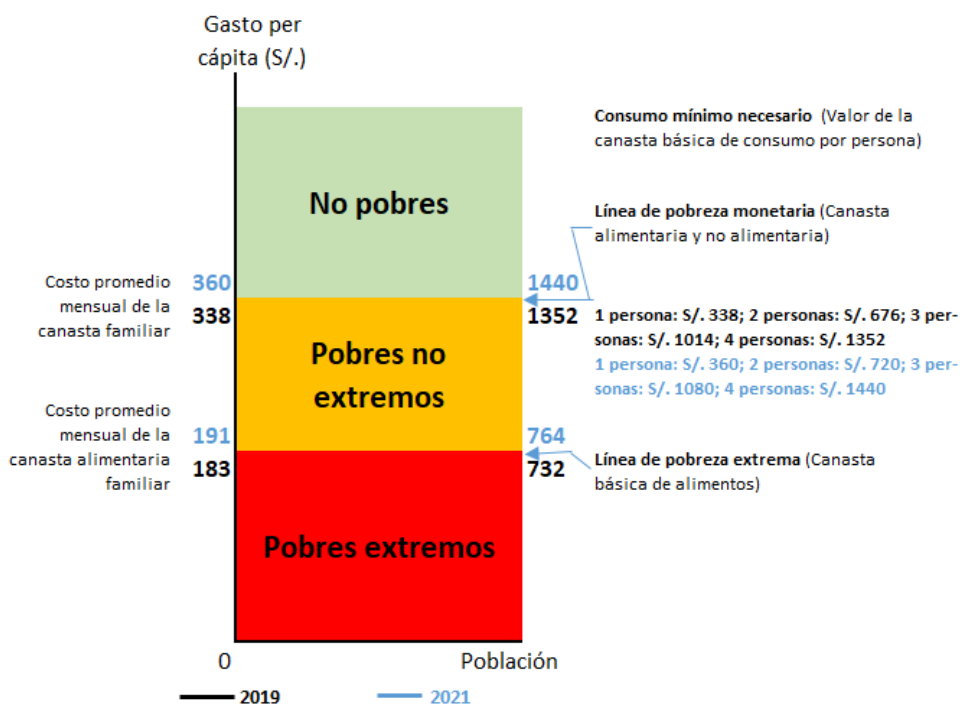 Gasto per
cápita (S/.)
Consumo mínimo necesario (Valor de la
canasta básica de consumo por persona)
No pobres
Línea de pobreza monetaria (Canasta
alimentaria y no alimentaria)
Costo promedio
mensual de la
canasta familiar
360
338
1440
1352
1 persona: S/. 338; 2 personas: S/. 676; 3 per-
sonas: S/. 1014; 4 personas: S/. 1352
1 persona: S/. 360; 2 personas: S/. 720; 3 per-
sonas: S/. 1080; 4 personas: S/. 1440
Pobres no
extremos
Costo promedio
mensual de la
canasta alimentaria
familiar
191
183
764
732
Línea de pobreza extrema (Canasta
básica de alimentos)
Pobres extremos
0
Población
2019
2021